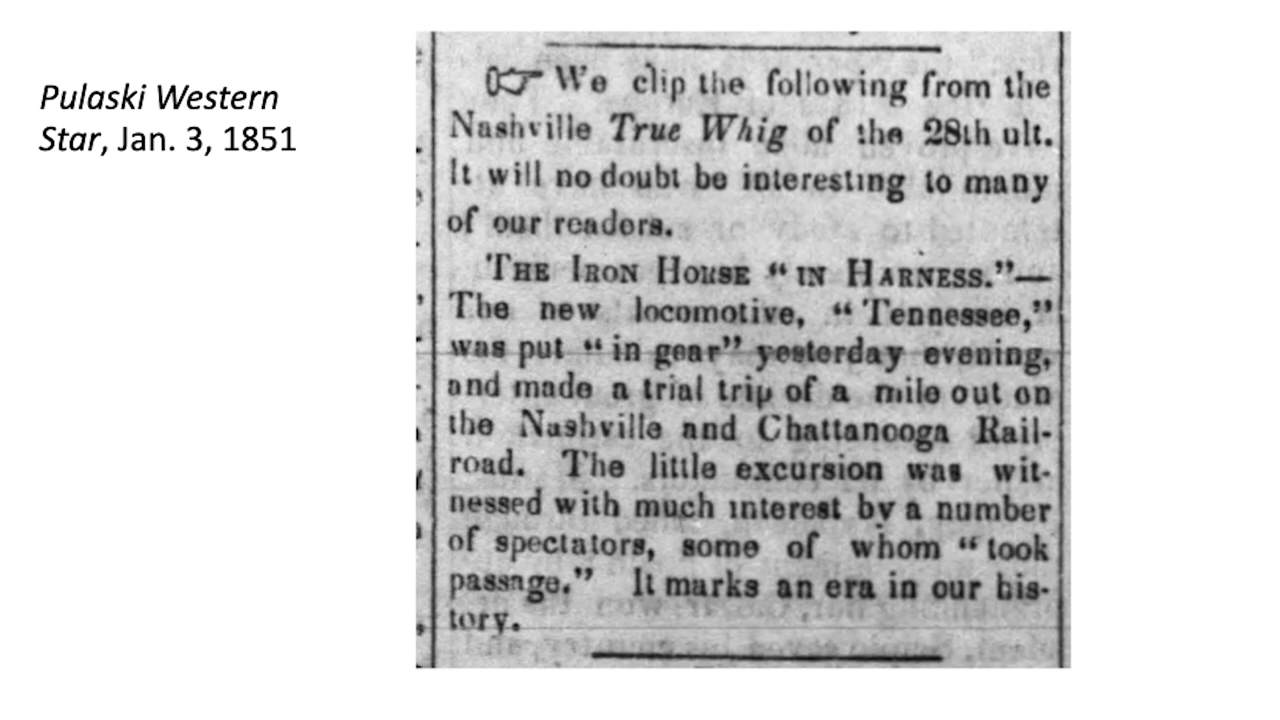 Pulaski Western
Star, Jan. 3, 1851
☞ We clip the following from the
Nashville True Whig of the 28th ult.
It will no doubt be interesting to many
of our readers.
THE IRON HOUSE “IN HARNESS.”—
The new locomotive, “Tennessee,”
was put “in gear” yesterday evening,
and made a trial trip of a mile out on
the Nashville and Chattanooga Rail-
road. The little excursion was wit-
nessed with much interest by a number
of spectators, some of whom “took
passage.” It marks an era in our his-
tory.